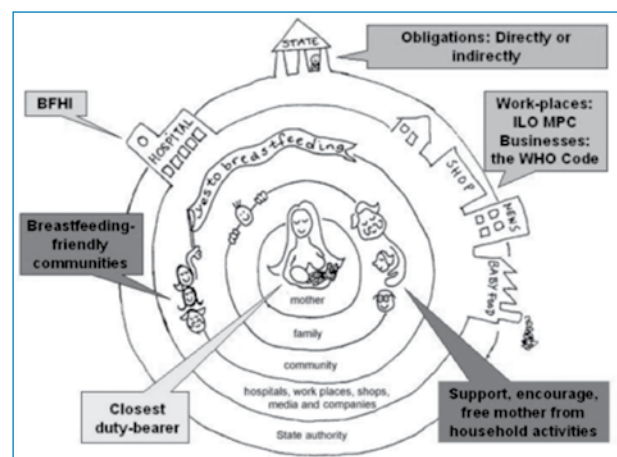 STATE
Obligations: Directly or
indirectly
BFHI
HOSPITAL
Work-places:
ILO MPC
Businesses:
the WHO Code
yes to breastfeeding
SHOP
NEWS
BABY FOOD
Breastfeeding-
friendly
communities
mother
family
community
hospitals, work places, shops,
media and companies
State authority
Closest
duty-bearer
Support, encourage,
free mother from
household activities